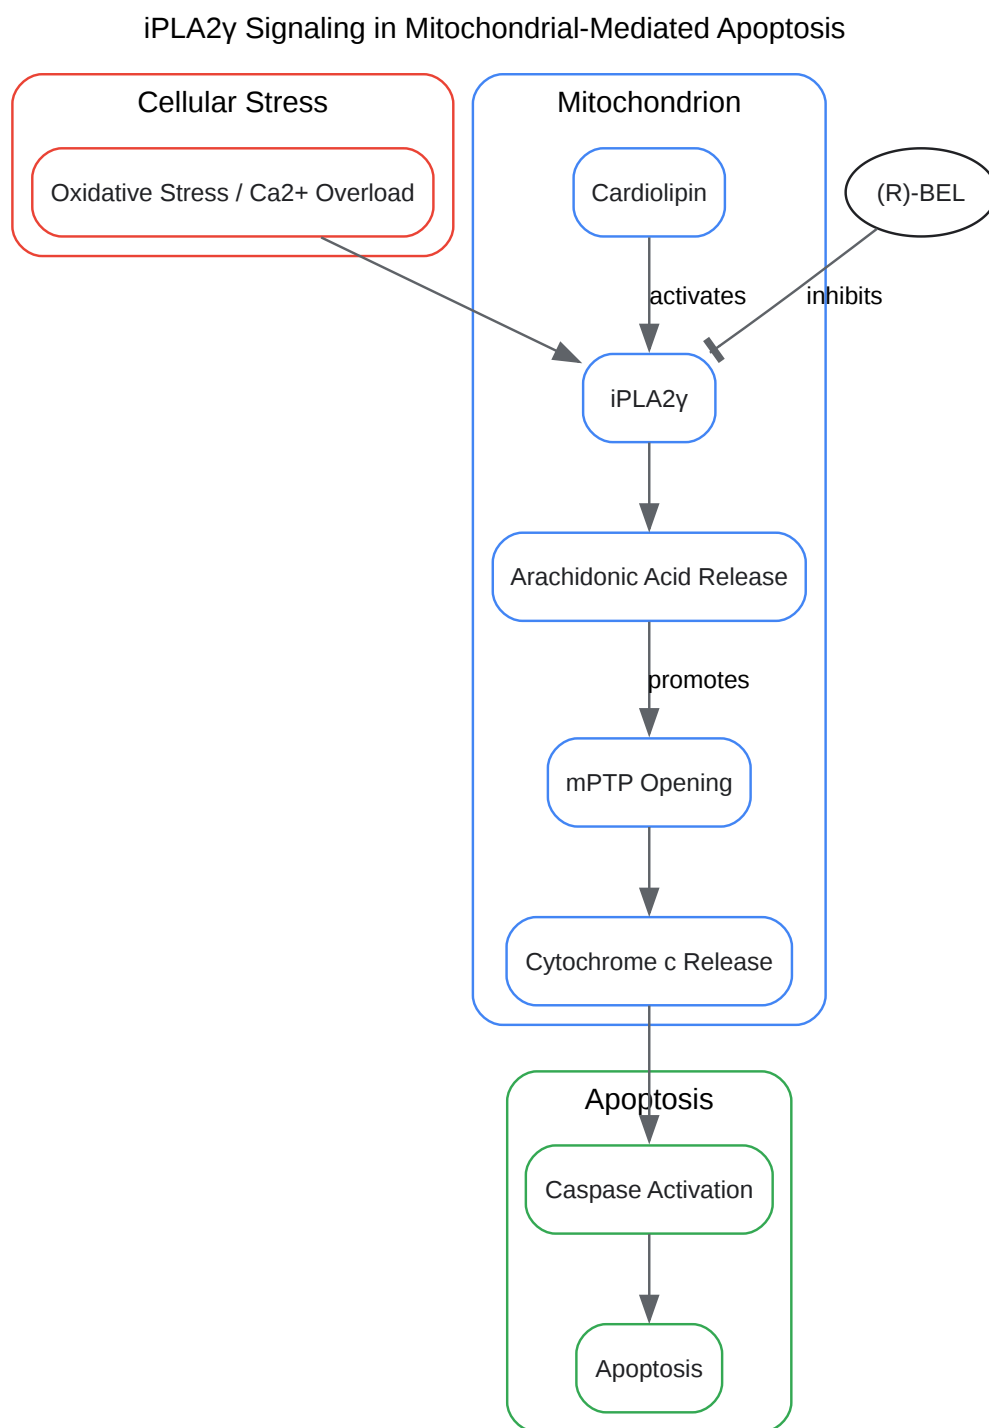 iPLA2γ Signaling in Mitochondrial-Mediated Apoptosis
Cellular Stress
Mitochondrion
Oxidative Stress / Ca2+ Overload
Cardiolipin
(R)-BEL
activates
inhibits
iPLA2γ
Arachidonic Acid Release
promotes
mPTP Opening
Cytochrome c Release
Apoptosis
Caspase Activation
Apoptosis